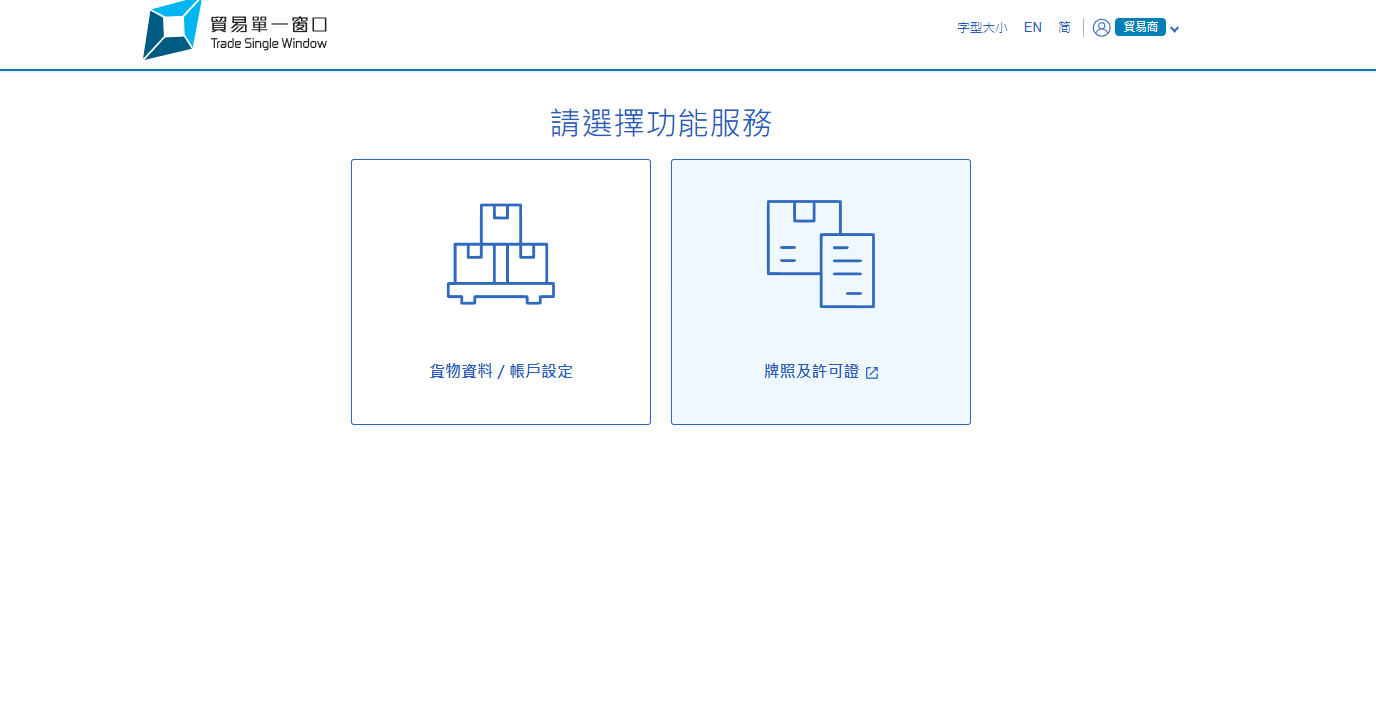 貿易單一窗口
Trade Single Window
字型大小 EN 简 貿易商
請選擇功能服務
貨物資料 / 帳戶設定
牌照及許可證